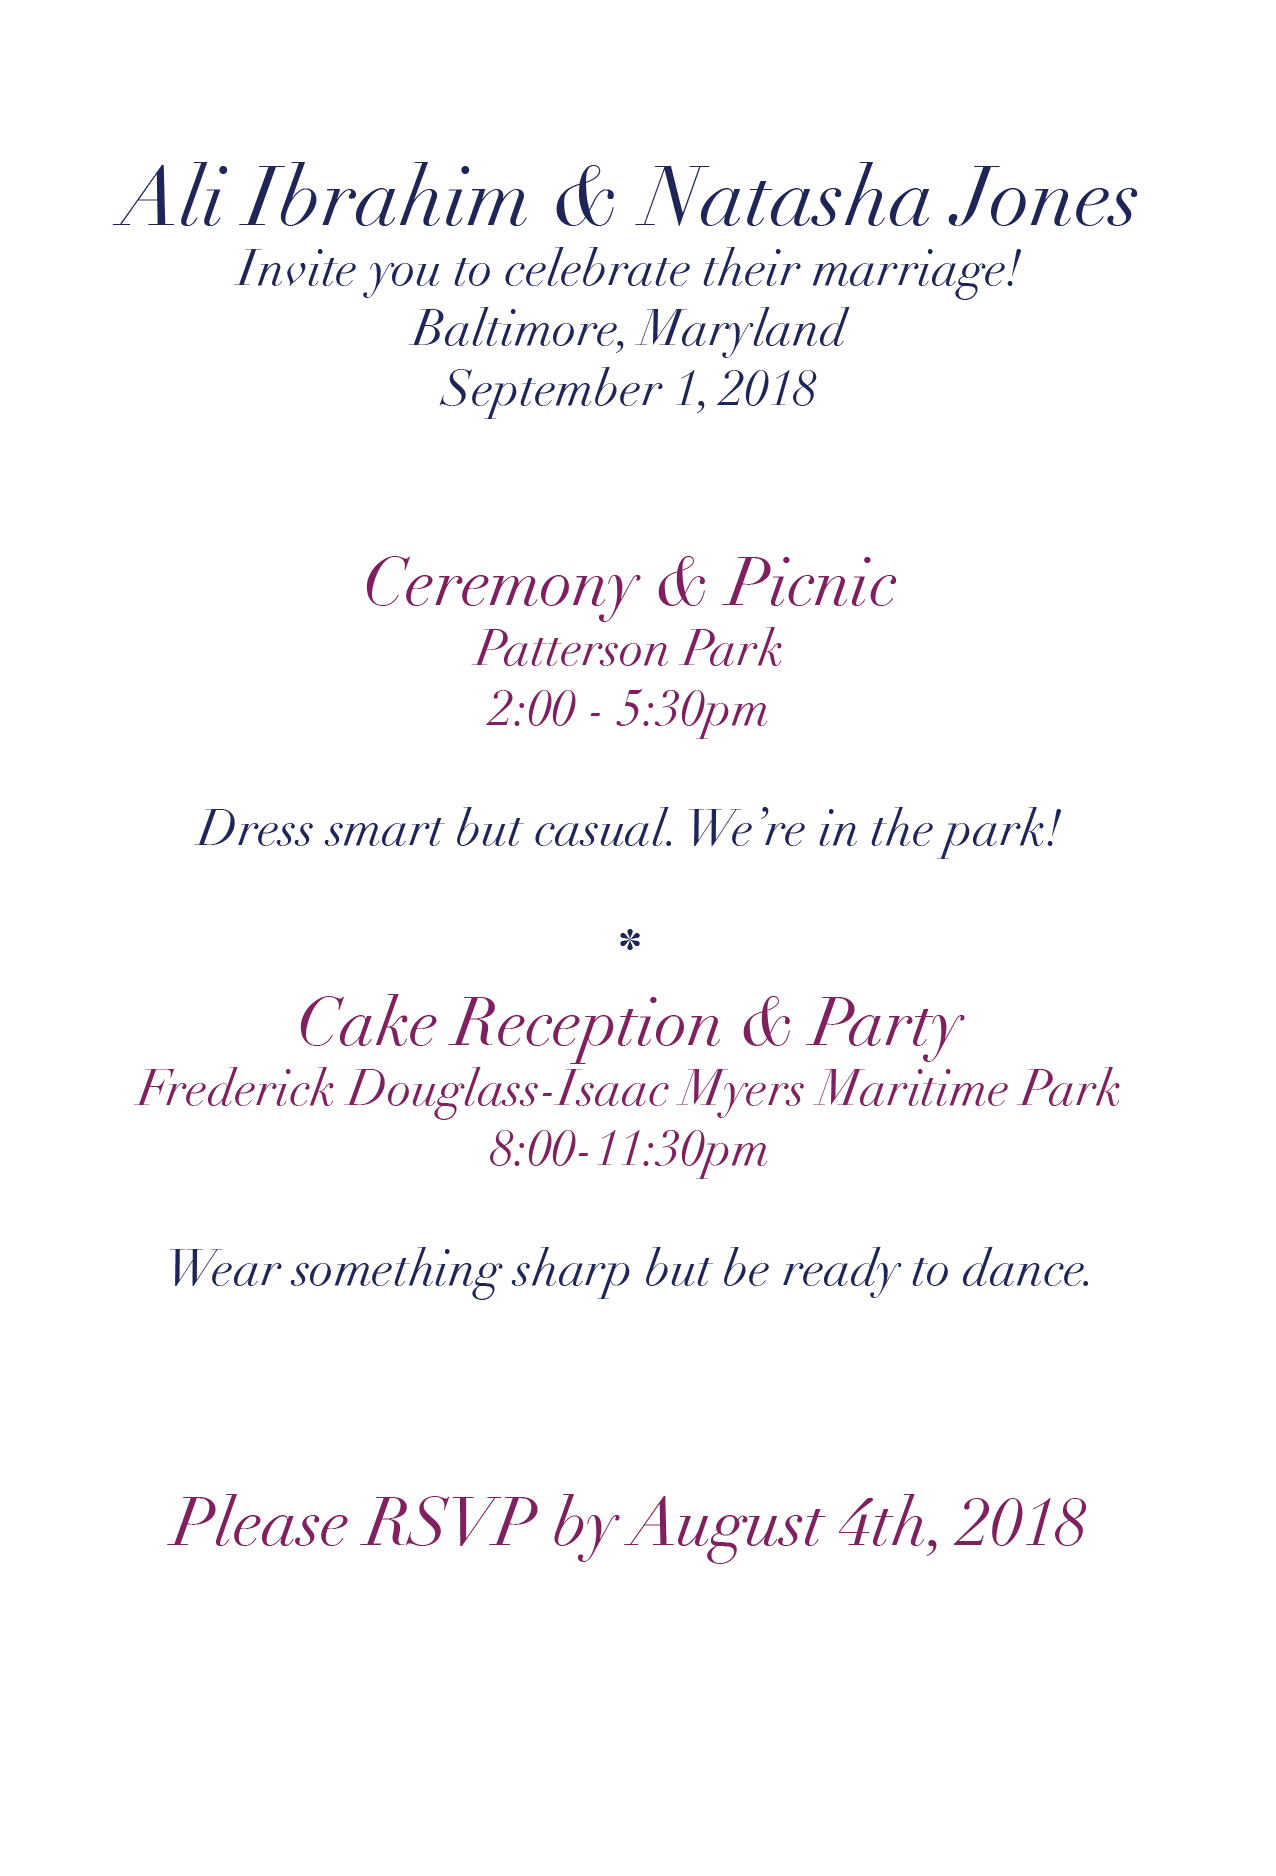 Ali Ibrahim & Natasha Jones
Invite you to celebrate their marriage!
Baltimore, Maryland
September 1, 2018
Ceremony & Picnic
Patterson Park
2:00 - 5:30pm
Dress smart but casual. We’re in the park!
*
Cake Reception & Party
Frederick Douglass-Isaac Myers Maritime Park
8:00-11:30pm
Wear something sharp but be ready to dance.
Please RSVP by August 4th, 2018